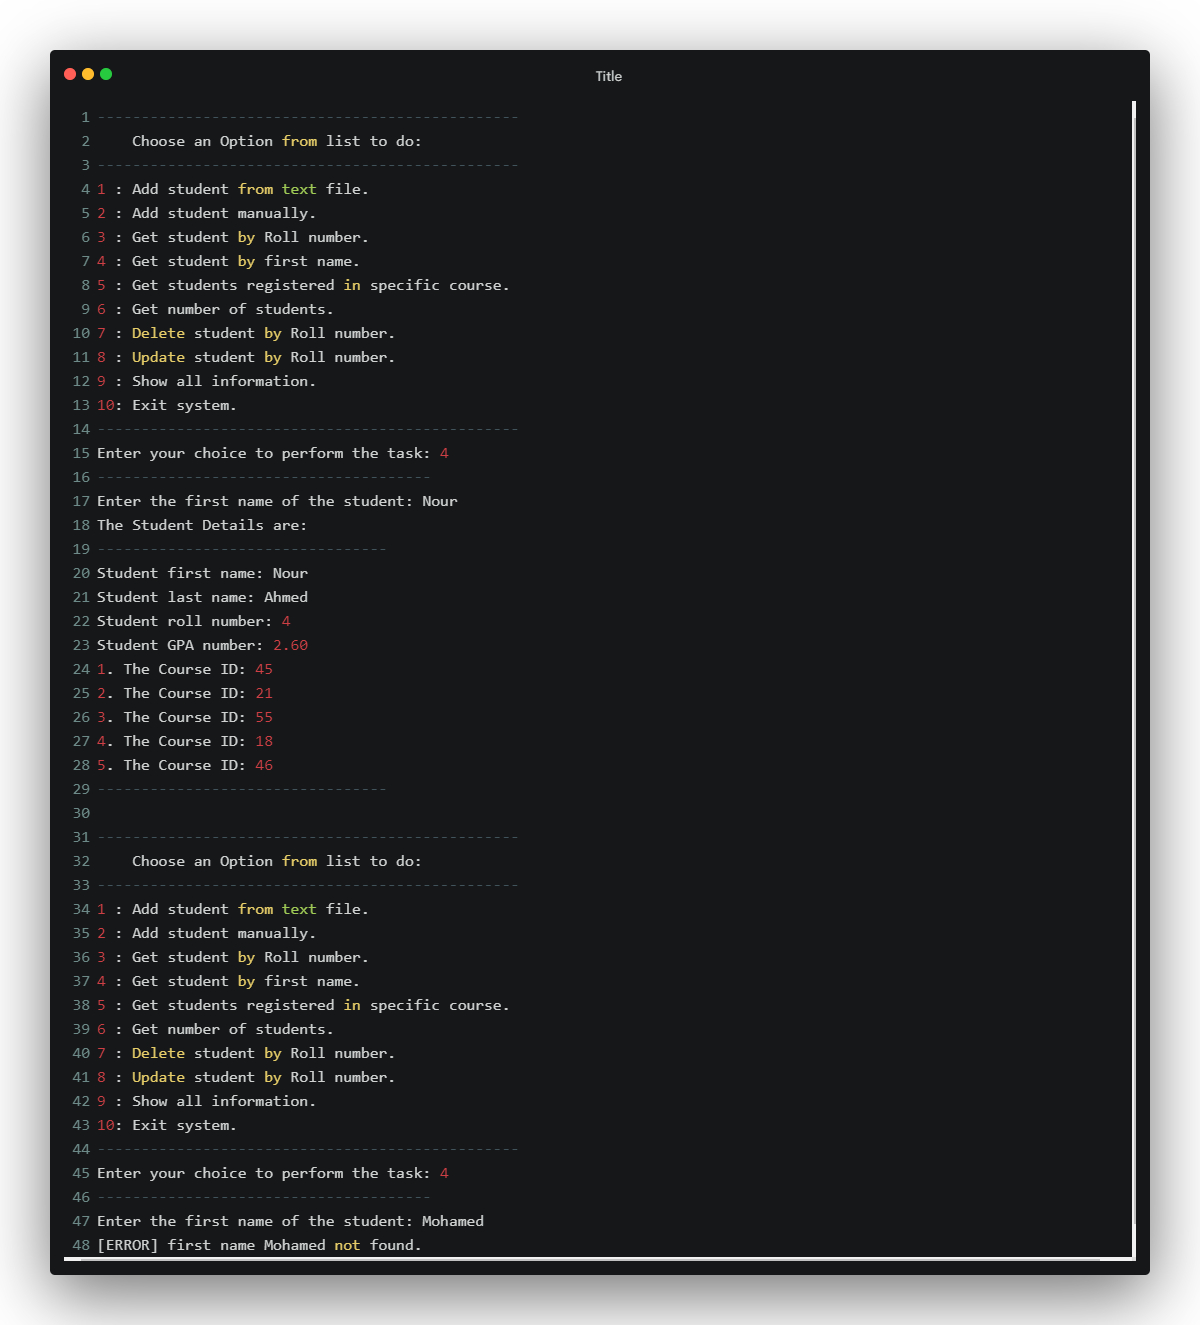 Title
1 ------------------------------------------------
2     Choose an Option from list to do:
3 ------------------------------------------------
4 1 : Add student from text file.
5 2 : Add student manually.
6 3 : Get student by Roll number.
7 4 : Get student by first name.
8 5 : Get students registered in specific course.
9 6 : Get number of students.
10 7 : Delete student by Roll number.
11 8 : Update student by Roll number.
12 9 : Show all information.
13 10: Exit system.
14 ------------------------------------------------
15 Enter your choice to perform the task: 4
16 --------------------------------------
17 Enter the first name of the student: Nour
18 The Student Details are:
19 ---------------------------------
20 Student first name: Nour
21 Student last name: Ahmed
22 Student roll number: 4
23 Student GPA number: 2.60
24 1. The Course ID: 45
25 2. The Course ID: 21
26 3. The Course ID: 55
27 4. The Course ID: 18
28 5. The Course ID: 46
29 ---------------------------------
30
31 ------------------------------------------------
32     Choose an Option from list to do:
33 ------------------------------------------------
34 1 : Add student from text file.
35 2 : Add student manually.
36 3 : Get student by Roll number.
37 4 : Get student by first name.
38 5 : Get students registered in specific course.
39 6 : Get number of students.
40 7 : Delete student by Roll number.
41 8 : Update student by Roll number.
42 9 : Show all information.
43 10: Exit system.
44 ------------------------------------------------
45 Enter your choice to perform the task: 4
46 --------------------------------------
47 Enter the first name of the student: Mohamed
48 [ERROR] first name Mohamed not found.